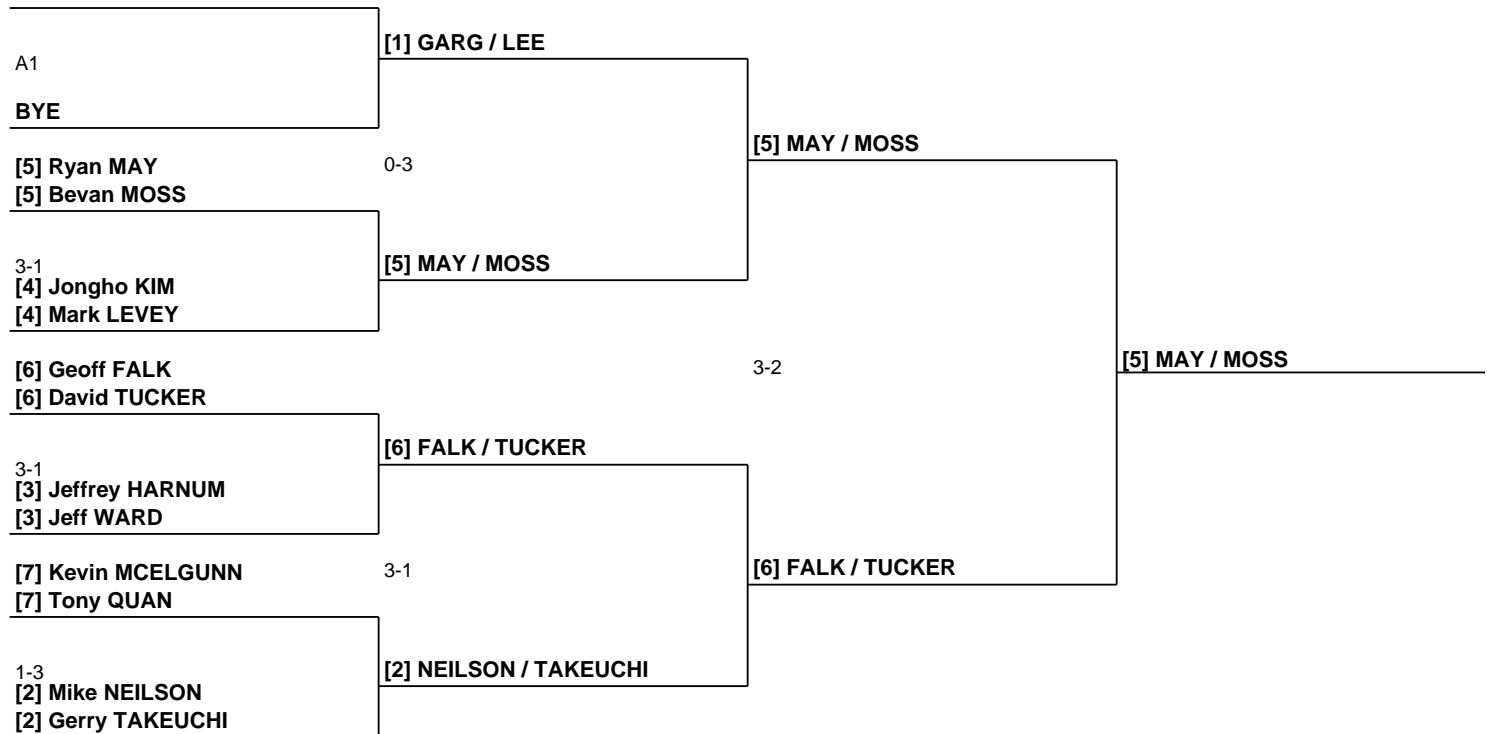 A1
BYE
[5] Ryan MAY
[5] Bevan MOSS
3-1
[4] Jongho KIM
[4] Mark LEVEY
[6] Geoff FALK
[6] David TUCKER
3-1
[3] Jeffrey HARNUM
[3] Jeff WARD
[7] Kevin MCELGUNN
[7] Tony QUAN
1-3
[2] Mike NEILSON
[2] Gerry TAKEUCHI
[1] GARG / LEE
0-3
[5] MAY / MOSS
[6] FALK / TUCKER
3-1
[2] NEILSON / TAKEUCHI
[5] MAY / MOSS
3-2
[6] FALK / TUCKER
[5] MAY / MOSS